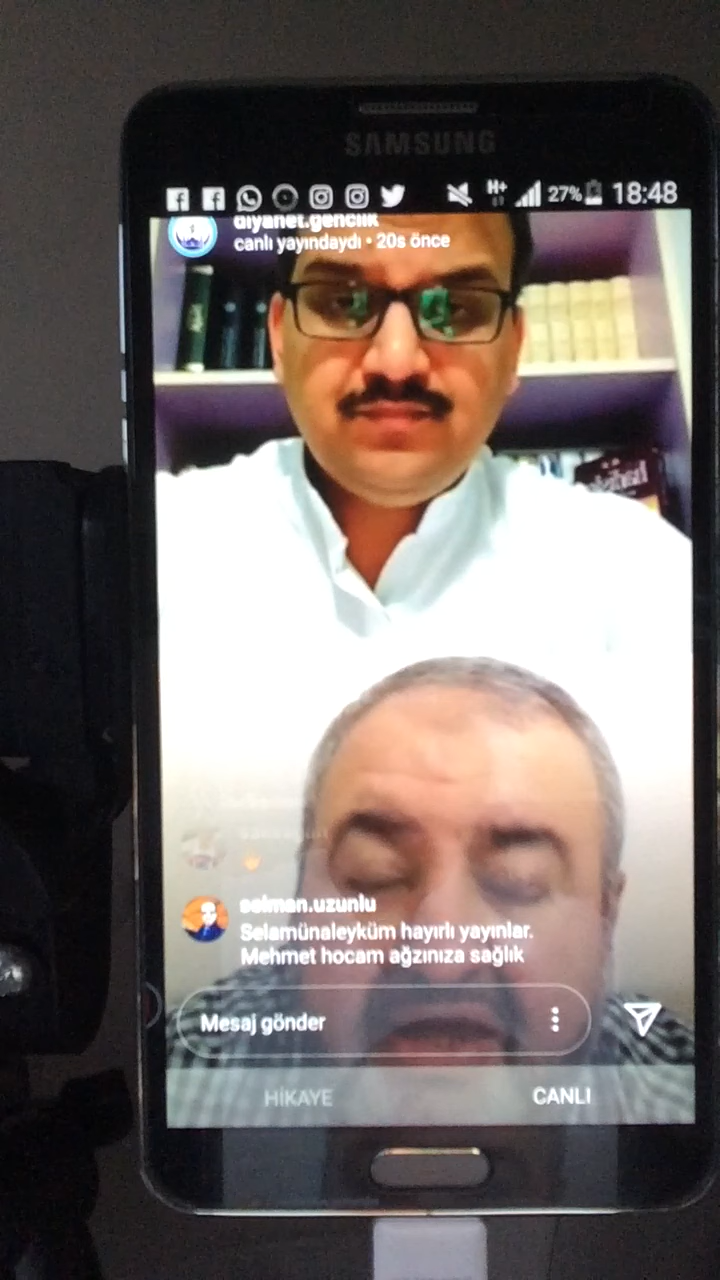 SAMSUNG
H+ 27% 18:48
diyanet.genclik
canlı yayındaydı • 20s önce
selman.uzunlu
Selamünaleyküm hayırlı yayınlar.
Mehmet hocam ağzınıza sağlık
Mesaj gönder
HİKAYE
CANLI